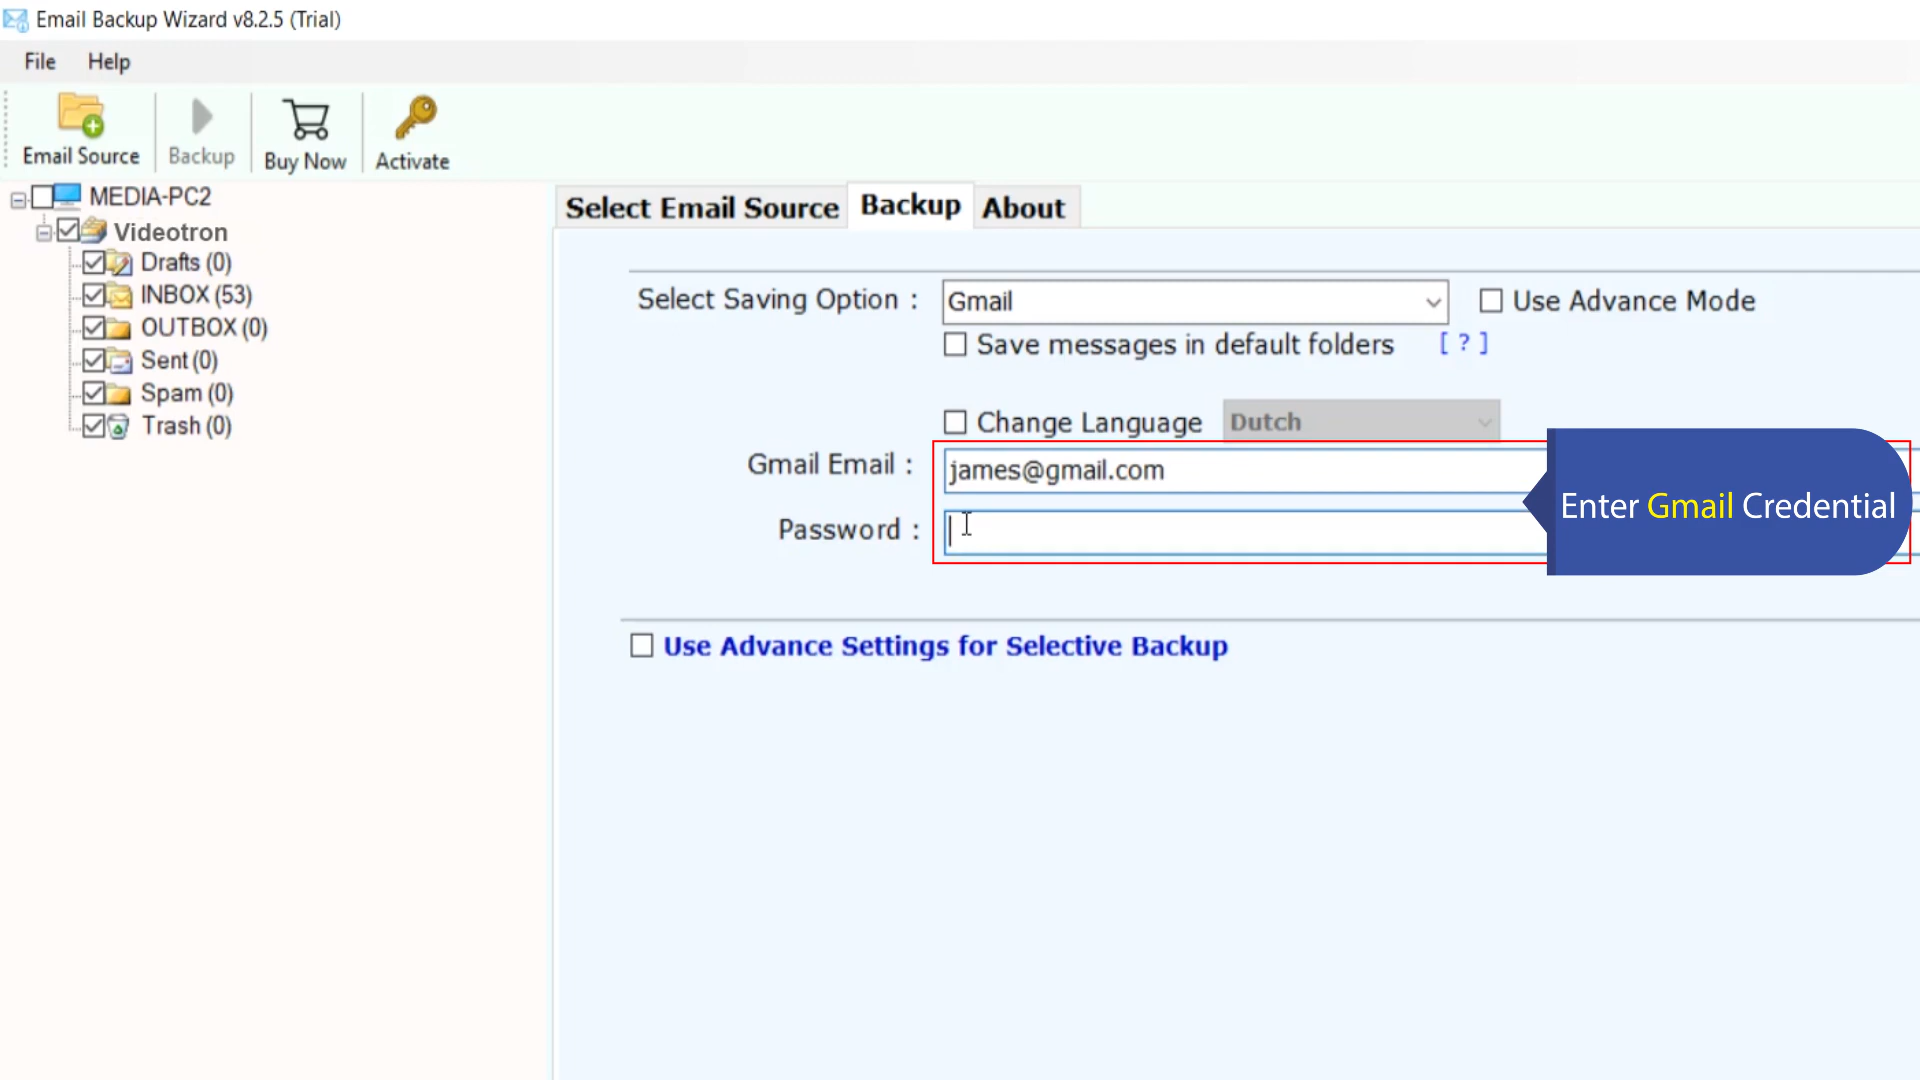 Email Backup Wizard v8.2.5 (Trial)
File Help
Email Source Backup Buy Now Activate
MEDIA-PC2
Videotron
Drafts (0)
INBOX (53)
OUTBOX (0)
Sent (0)
Spam (0)
Trash (0)
Select Email Source Backup About
Select Saving Option : Gmail Use Advance Mode
Save messages in default folders [ ? ]
Change Language Dutch
Gmail Email : james@gmail.com
Password :
Enter Gmail Credential
Use Advance Settings for Selective Backup